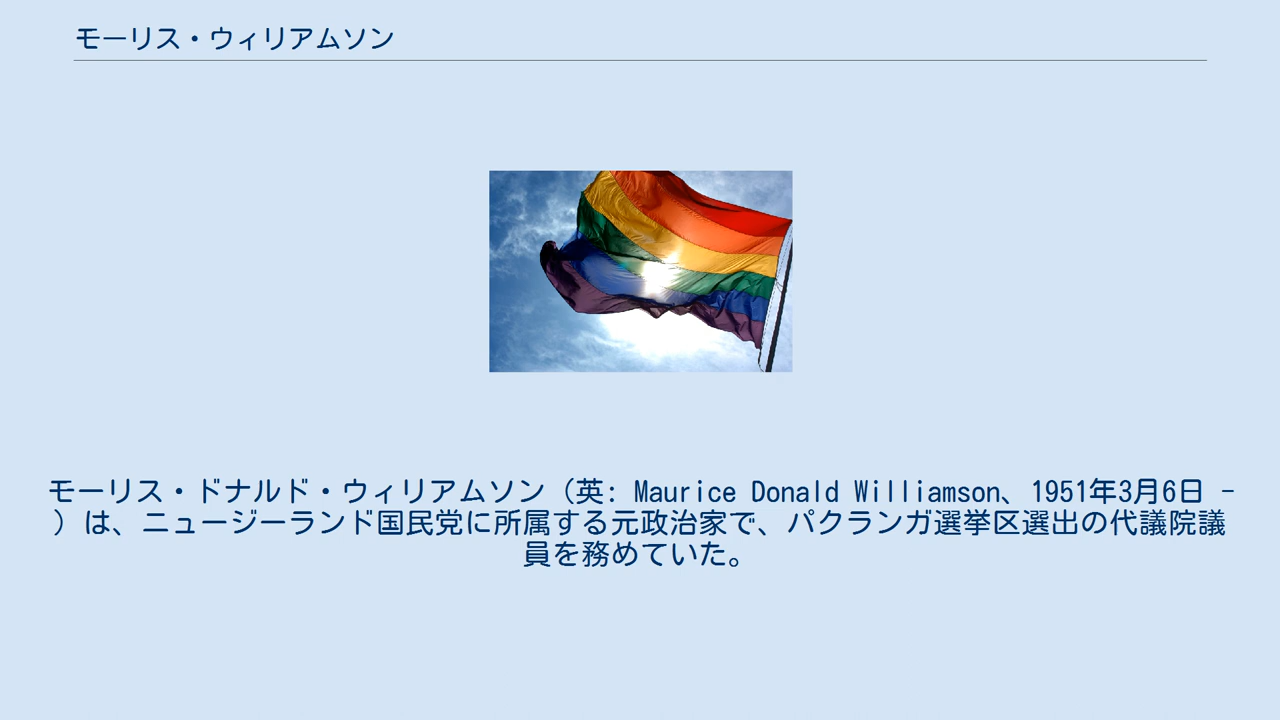 モーリス・ウィリアムソン
モーリス・ドナルド・ウィリアムソン（英: Maurice Donald Williamson、1951年3月6日 -
）は、ニュージーランド国民党に所属する元政治家で、パクランガ選挙区選出の代議院議
員を務めていた。